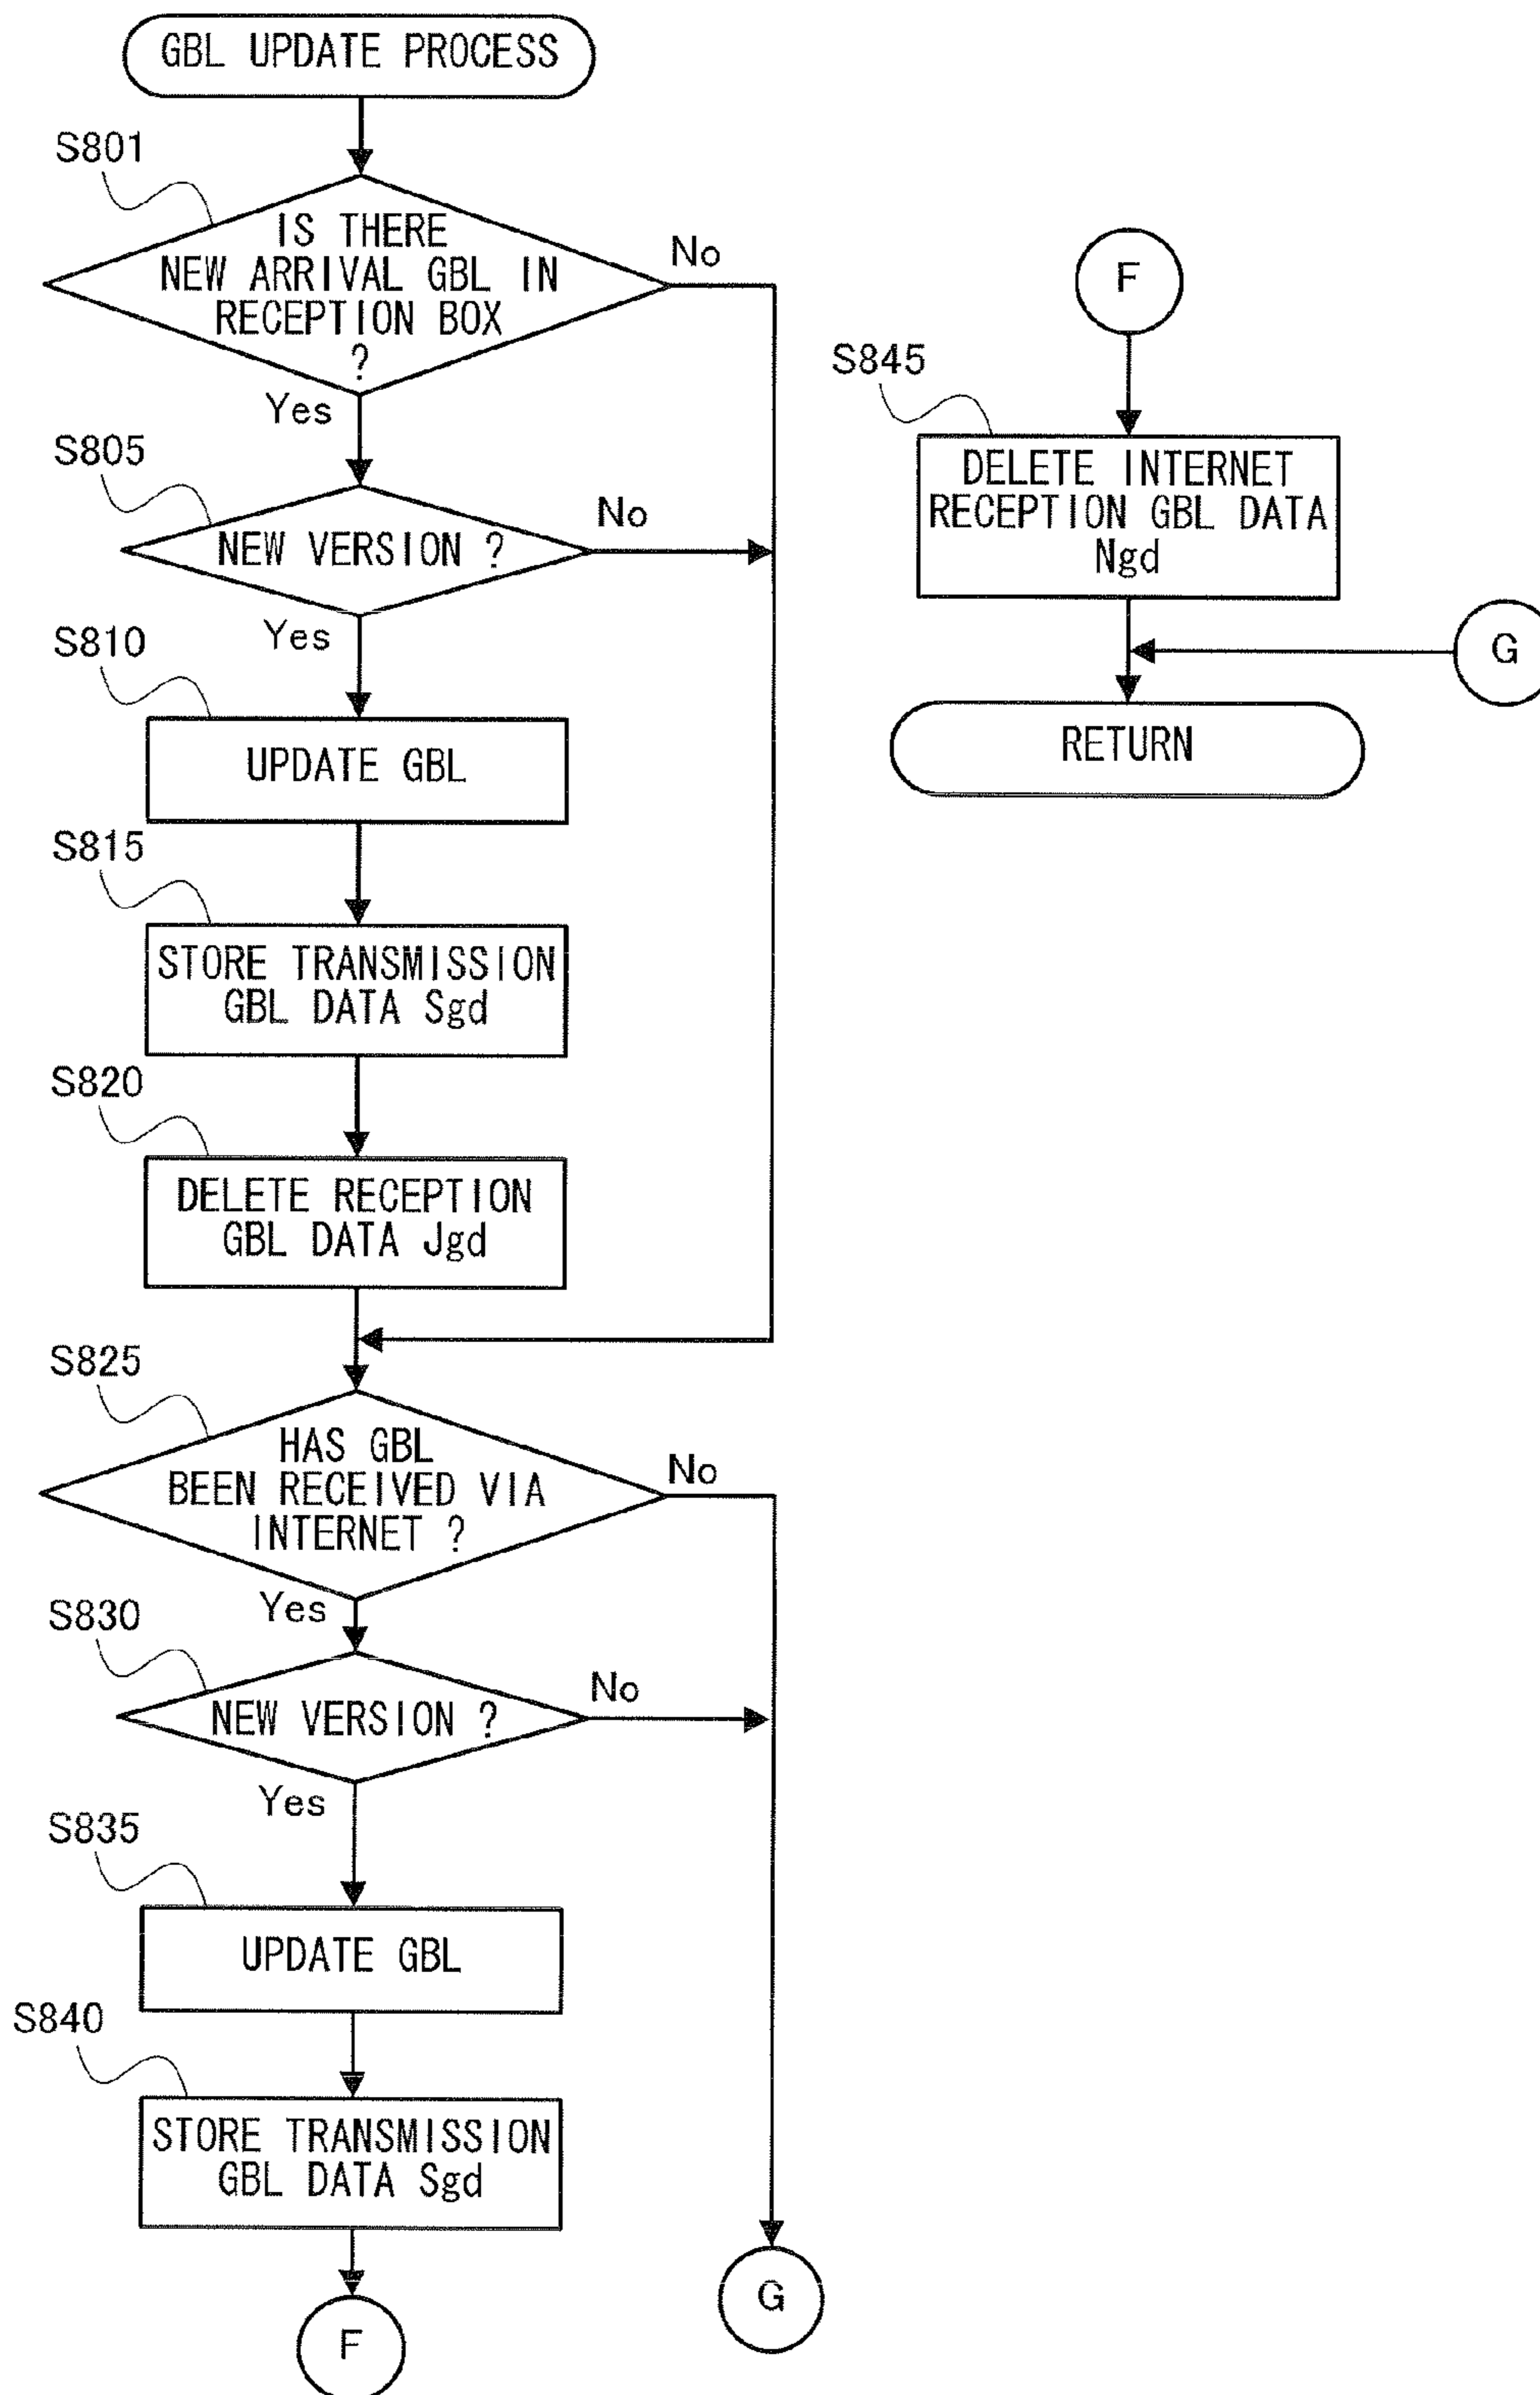 GBL UPDATE PROCESS
S801
IS THERE
NEW ARRIVAL GBL IN
RECEPTION BOX
?
No
Yes
S805
NEW VERSION ?
No
Yes
S810
UPDATE GBL
S815
STORE TRANSMISSION
GBL DATA Sgd
S820
DELETE RECEPTION
GBL DATA Jgd
S825
HAS GBL
BEEN RECEIVED VIA
INTERNET ?
No
Yes
S830
NEW VERSION ?
No
Yes
S835
UPDATE GBL
S840
STORE TRANSMISSION
GBL DATA Sgd
F
G
F
S845
DELETE INTERNET
RECEPTION GBL DATA
Ngd
G
RETURN